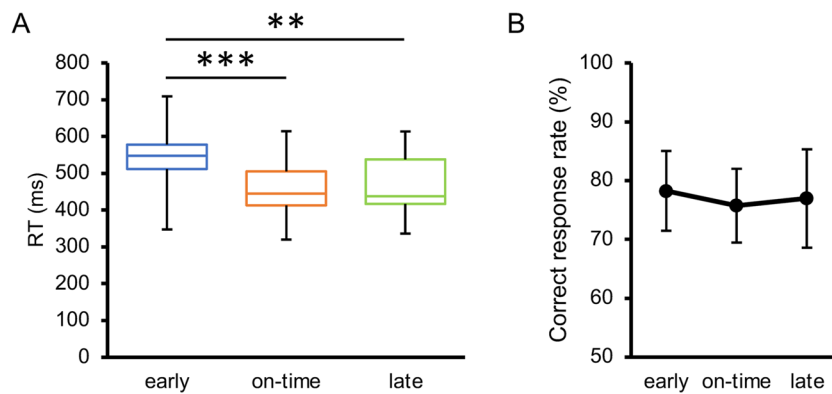 A
**
***
800
700
600
500
400
300
200
100
0
RT (ms)
early on-time late
B
100
90
80
70
60
50
Correct response rate (%)
early on-time late